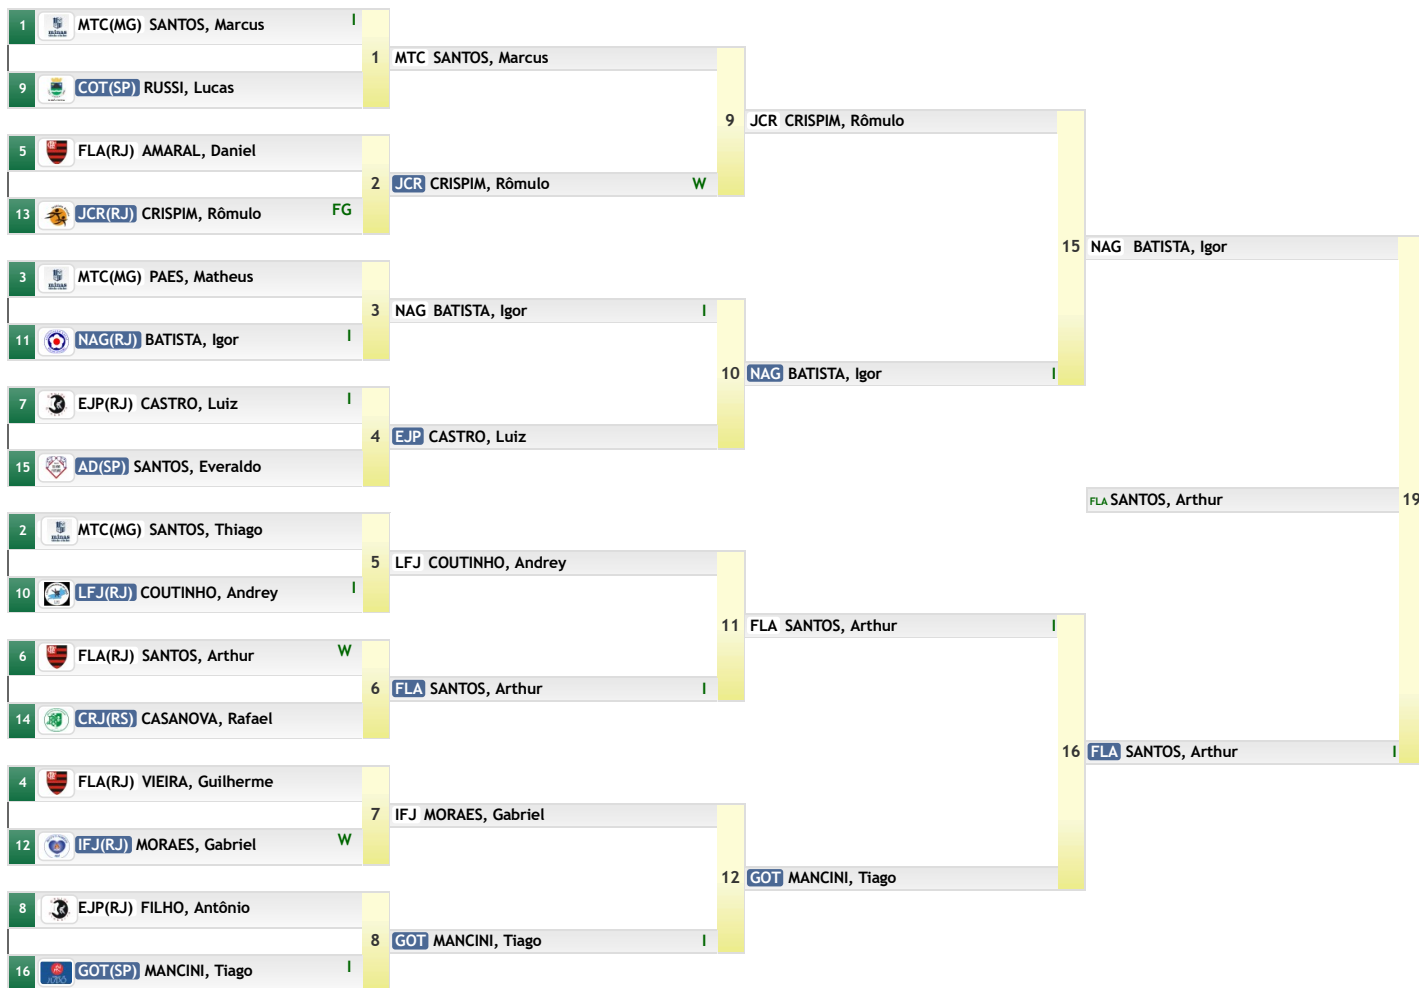 1 MTC(MG) SANTOS, Marcus I
1 MTC SANTOS, Marcus
9 COT(SP) RUSSI, Lucas
9 JCR CRISPIM, Rômulo
5 FLA(RJ) AMARAL, Daniel
2 JCR CRISPIM, Rômulo W
13 JCR(RJ) CRISPIM, Rômulo FG
15 NAG BATISTA, Igor
3 MTC(MG) PAES, Matheus
3 NAG BATISTA, Igor I
11 NAG(RJ) BATISTA, Igor I
10 NAG BATISTA, Igor I
7 EJP(RJ) CASTRO, Luiz I
4 EJP CASTRO, Luiz
15 AD(SP) SANTOS, Everaldo
FLA SANTOS, Arthur 19
2 MTC(MG) SANTOS, Thiago
5 LFJ COUTINHO, Andrey
10 LFJ(RJ) COUTINHO, Andrey I
11 FLA SANTOS, Arthur I
6 FLA(RJ) SANTOS, Arthur W
6 FLA SANTOS, Arthur I
14 CRJ(RS) CASANOVA, Rafael
16 FLA SANTOS, Arthur I
4 FLA(RJ) VIEIRA, Guilherme
7 IFJ MORAES, Gabriel
12 IFJ(RJ) MORAES, Gabriel W
12 GOT MANCINI, Tiago
8 EJP(RJ) FILHO, Antônio
8 GOT MANCINI, Tiago I
16 GOT(SP) MANCINI, Tiago I